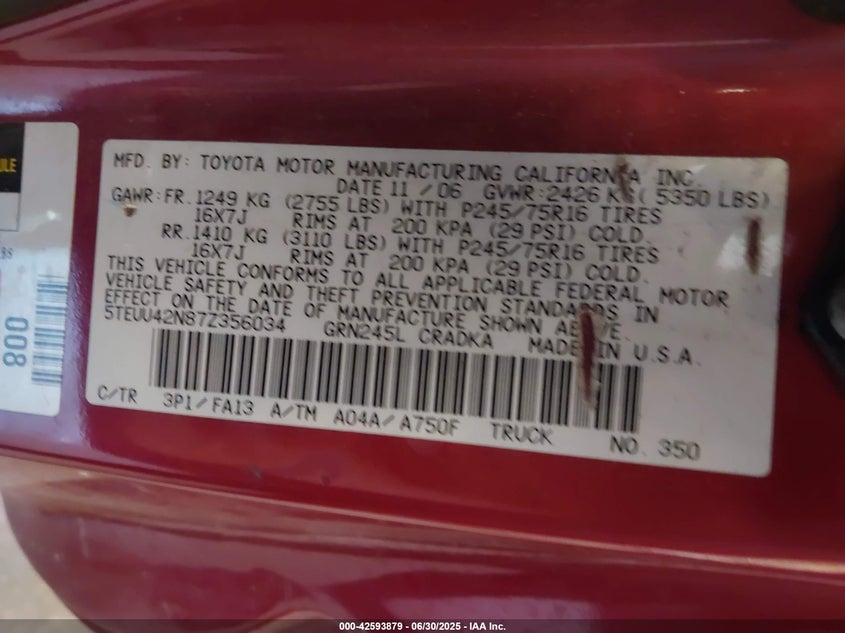 MFD. BY: TOYOTA MOTOR MANUFACTURING CALIFORNIA INC.
DATE 11 / 06 GVWR:2426 KG( 5350 LBS)
GAWR:FR.1249 KG (2755 LBS) WITH P245/75R16 TIRES
16X7J RIMS AT 200 KPA (29 PSI) COLD.
RR.1410 KG (3110 LBS) WITH P245/75R16 TIRES
16X7J RIMS AT 200 KPA (29 PSI) COLD.
THIS VEHICLE CONFORMS TO ALL APPLICABLE FEDERAL MOTOR
VEHICLE SAFETY AND THEFT PREVENTION STANDARDS IN
EFFECT ON THE DATE OF MANUFACTURE SHOWN ABOVE.
5TEUU42N87Z356034 GRN245L CRADKA MADE IN U.S.A.
C/TR 3P1/FA13 A/TM A04A/A750F TRUCK NO. 350
008
000-42593879 | 06/30/2025 - IAA Inc.